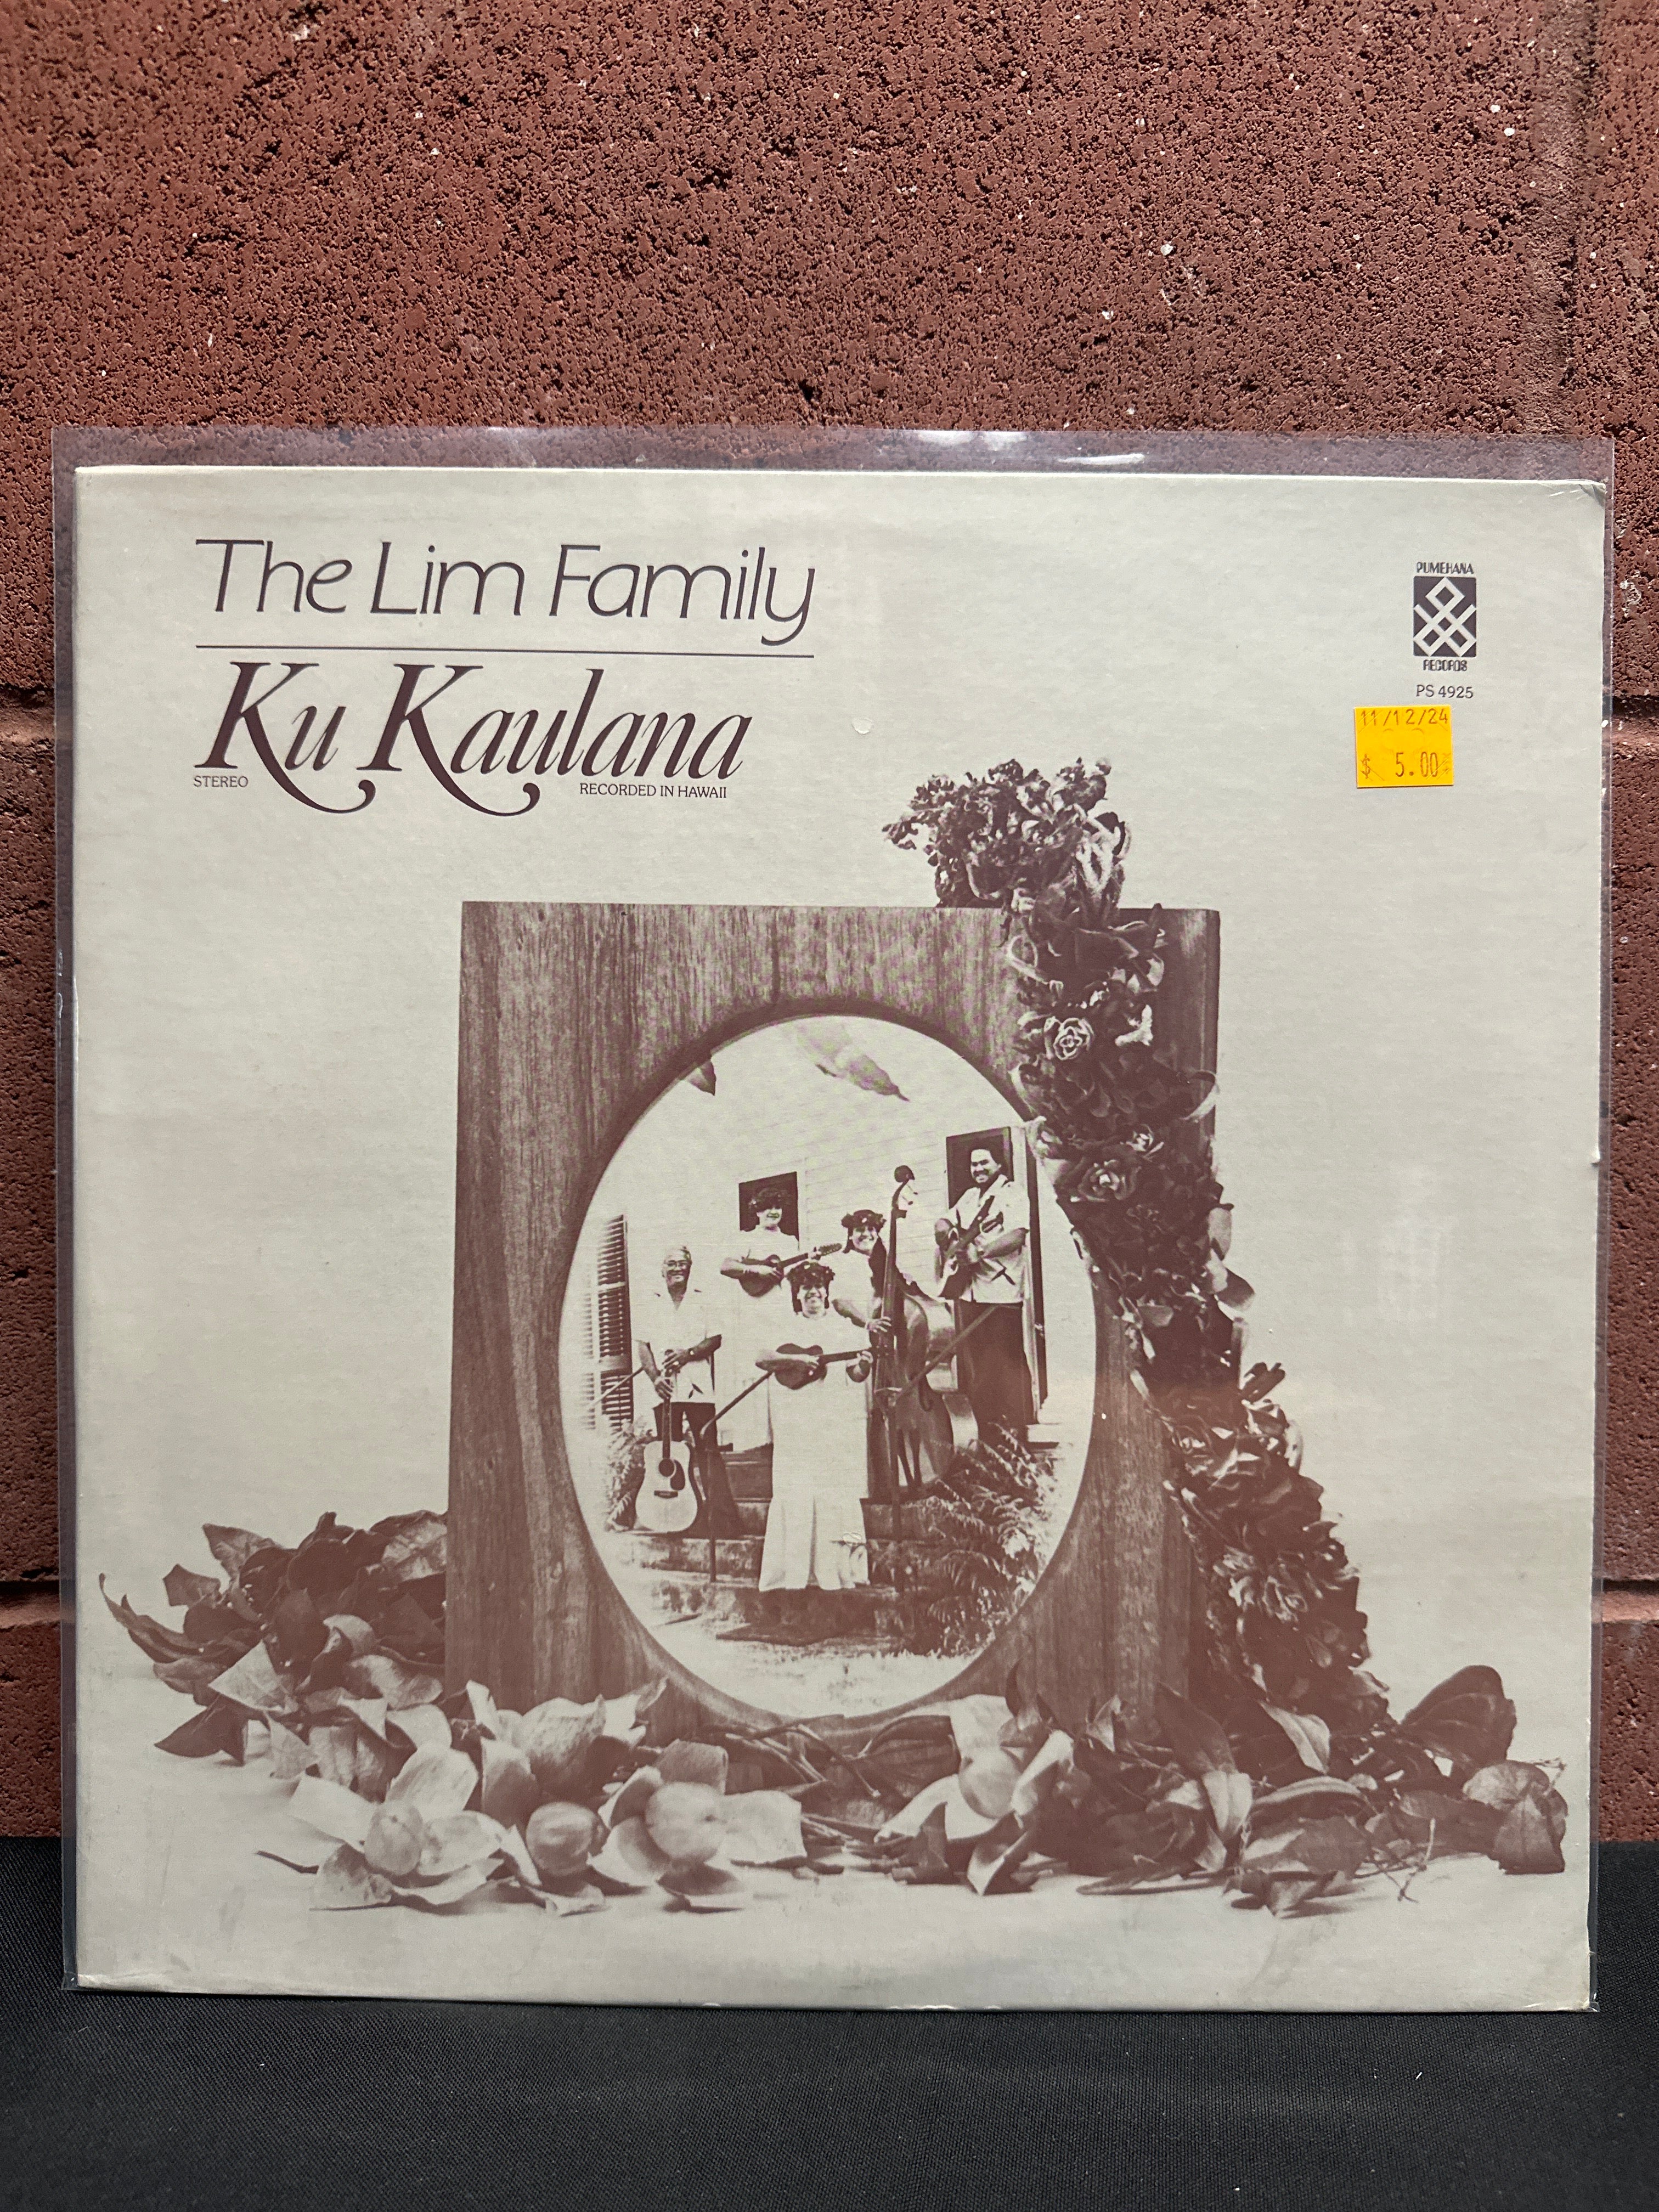 The Lim Family
Ku Kaulana
STEREO
RECORDED IN HAWAII
PUMEHANA
RECORDS
PS 4925
11/12/24
$ 5.00